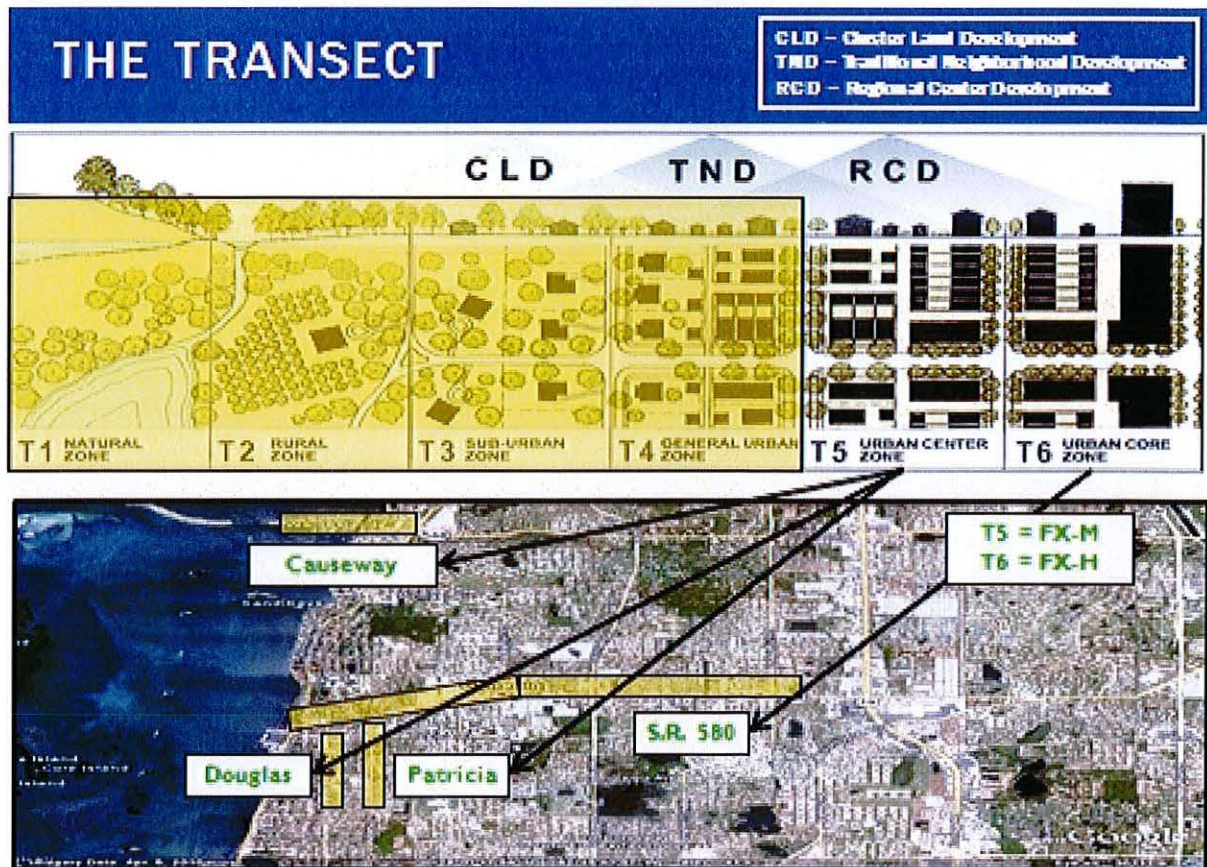 THE TRANSECT
CLD – Cluster Land Development
TND – Traditional Neighborhood Development
RCD – Regional Center Development
CLD TND RCD
T1 NATURAL ZONE
T2 RURAL ZONE
T3 SUB-URBAN ZONE
T4 GENERAL URBAN ZONE
T5 URBAN CENTER ZONE
T6 URBAN CORE ZONE
T5 = FX-M
T6 = FX-H
Causeway
S.R. 580
Douglas
Patricia
Island
Island
Google